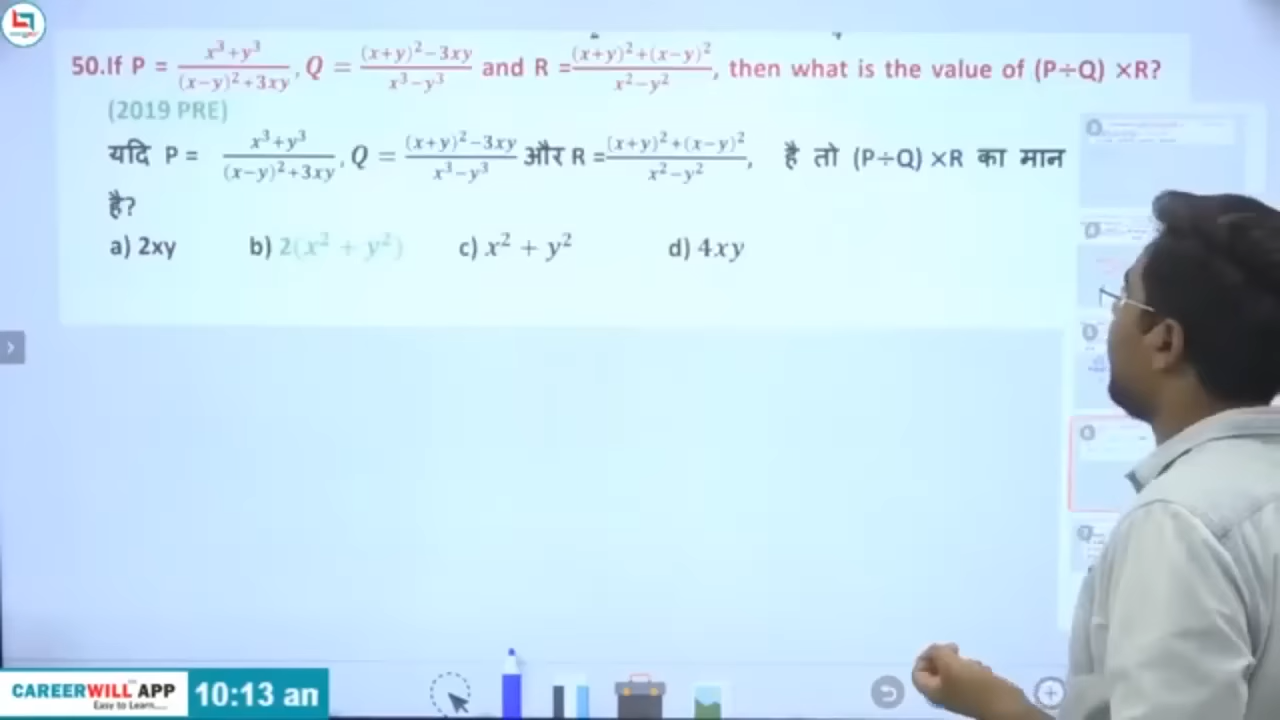 50.If P = x³+y³/(x−y)²+3xy, Q = (x+y)²−3xy/x³−y³ and R =(x+y)²+(x−y)²/x²−y², then what is the value of (P÷Q) ×R?
(2019 PRE)
यदि P = x³+y³/(x−y)²+3xy, Q = (x+y)²−3xy/x³−y³ और R =(x+y)²+(x−y)²/x²−y², है तो (P÷Q) ×R का मान
है?
a) 2xy b) 2(x² + y²) c) x² + y² d) 4xy
CAREERWILL APP
Easy to Learn.....
10:13 an